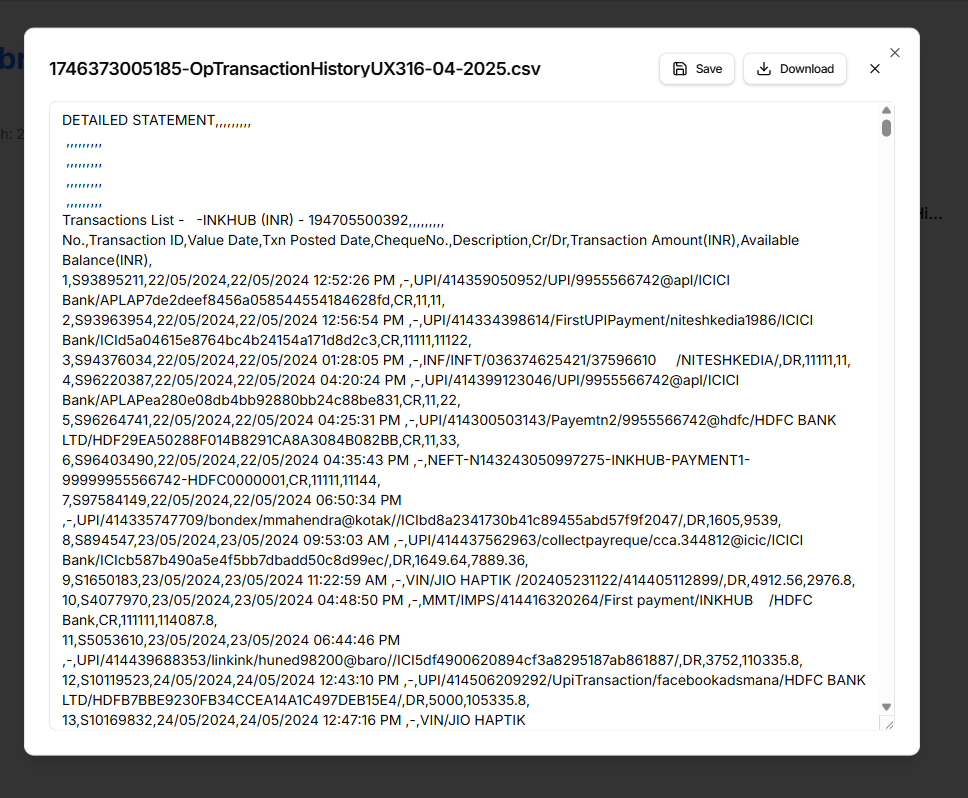 1746373005185-OpTransactionHistoryUX316-04-2025.csv
Save
Download
DETAILED STATEMENT,,,,,,,,,
,,,,,,,,,
,,,,,,,,,
,,,,,,,,,
,,,,,,,,,
Transactions List -   -INKHUB (INR) - 194705500392,,,,,,,,,
No.,Transaction ID,Value Date,Txn Posted Date,ChequeNo.,Description,Cr/Dr,Transaction Amount(INR),Available
Balance(INR),
1,S93895211,22/05/2024,22/05/2024 12:52:26 PM ,-,UPI/414359050952/UPI/9955566742@apl/ICICI
Bank/APLAP7de2deef8456a058544554184628fd,CR,11,11,
2,S93963954,22/05/2024,22/05/2024 12:56:54 PM ,-,UPI/414334398614/FirstUPIPayment/niteshkedia1986/ICICI
Bank/ICId5a04615e8764bc4b24154a171d8d2c3,CR,11111,11122,
3,S94376034,22/05/2024,22/05/2024 01:28:05 PM ,-,INF/INFT/036374625421/37596610     /NITESHKEDIA/,DR,11111,11,
4,S96220387,22/05/2024,22/05/2024 04:20:24 PM ,-,UPI/414399123046/UPI/9955566742@apl/ICICI
Bank/APLAPea280e08db4bb92880bb24c88be831,CR,11,22,
5,S96264741,22/05/2024,22/05/2024 04:25:31 PM ,-,UPI/414300503143/Payemtn2/9955566742@hdfc/HDFC BANK
LTD/HDF29EA50288F014B8291CA8A3084B082BB,CR,11,33,
6,S96403490,22/05/2024,22/05/2024 04:35:43 PM ,-,NEFT-N143243050997275-INKHUB-PAYMENT1-
99999955566742-HDFC0000001,CR,11111,11144,
7,S97584149,22/05/2024,22/05/2024 06:50:34 PM
,-,UPI/414335747709/bondex/mmahendra@kotak//ICIbd8a2341730b41c89455abd57f9f2047/,DR,1605,9539,
8,S894547,23/05/2024,23/05/2024 09:53:03 AM ,-,UPI/414437562963/collectpayreque/cca.344812@icic/ICICI
Bank/ICIcb587b490a5e4f5bb7dbadd50c8d99ec/,DR,1649.64,7889.36,
9,S1650183,23/05/2024,23/05/2024 11:22:59 AM ,-,VIN/JIO HAPTIK /202405231122/414405112899/,DR,4912.56,2976.8,
10,S4077970,23/05/2024,23/05/2024 04:48:50 PM ,-,MMT/IMPS/414416320264/First payment/INKHUB    /HDFC
Bank,CR,111111,114087.8,
11,S5053610,23/05/2024,23/05/2024 06:44:46 PM
,-,UPI/414439688353/linkink/huned98200@baro//ICI5df4900620894cf3a8295187ab861887/,DR,3752,110335.8,
12,S10119523,24/05/2024,24/05/2024 12:43:10 PM ,-,UPI/414506209292/UpiTransaction/facebookadsmana/HDFC BANK
LTD/HDFB7BBE9230FB34CCEA14A1C497DEB15E4/,DR,5000,105335.8,
13,S10169832,24/05/2024,24/05/2024 12:47:16 PM ,-,VIN/JIO HAPTIK